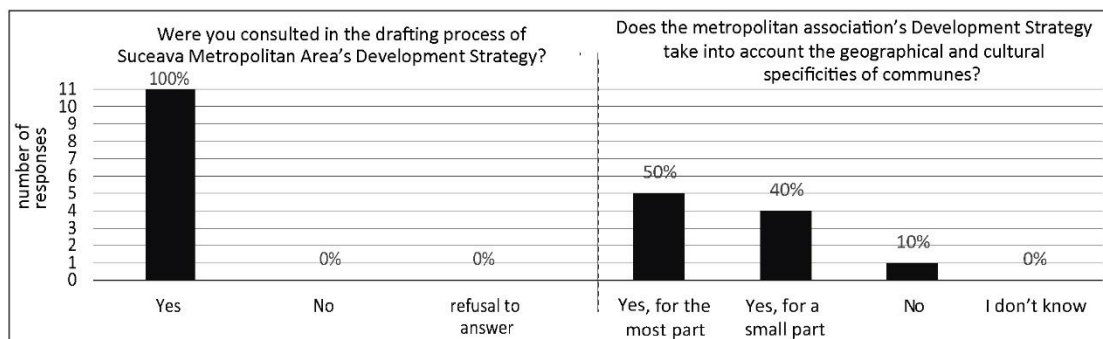 Were you consulted in the drafting process of
Suceava Metropolitan Area's Development Strategy?
Does the metropolitan association's Development Strategy
take into account the geographical and cultural
specificities of communes?
number of
responses
11
10
9
8
7
6
5
4
3
2
1
0
100%
0%
0%
50%
40%
10%
0%
Yes
No
refusal to
answer
Yes, for the
most part
Yes, for a
small part
No
I don't know